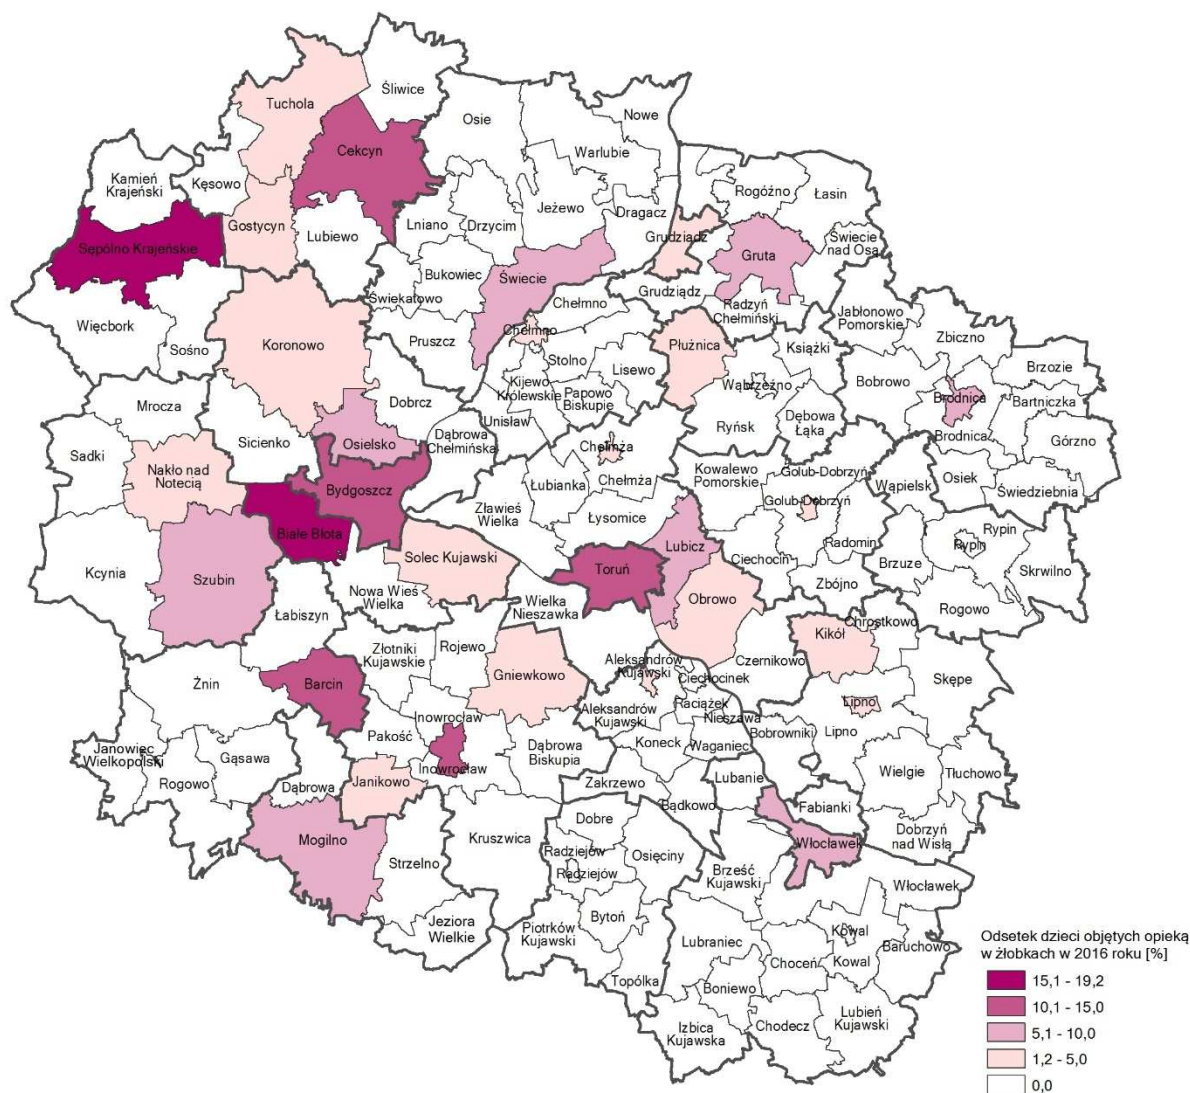 Śliwice
Tuchola
Osie
Nowe
Cekcyn
Warlubie
Kamień
Krajeński
Kęsowo
Rogóźno
Łasin
Jeżewo
Dragacz
Gostycyn
Lniano
Drzycim
Lubiewo
Grudziądz
Świecie
nad Osą
Sępólno Krajeńskie
Gruta
Bukowiec
Świecie
Świekatowo
Grudziądz
Radzyń
Chełmiński
Chełmno
Jabłonowo
Pomorskie
Więcbork
Chełmno
Zbiczno
Pruszcz
Koronowo
Płużnica
Książki
Sośno
Stolno
Lisewo
Brzozie
Kijewo
Królewskie
Papowo
Biskupie
Wąbrzeźno
Bobrowo
Brodnica
Bartniczka
Mrocza
Dobrcz
Unisław
Dębowa
Łąka
Ryńsk
Brodnica
Górzno
Sicienko
Osielsko
Dąbrowa
Chełmińska
Chełmża
Sadki
Nakło nad
Notecią
Kowalewo
Pomorskie
Golub-Dobrzyń
Wąpielsk
Osiek
Świedziebnia
Bydgoszcz
Łubianka
Chełmża
Golub-Dobrzyń
Zławieś
Wielka
Łysomice
Rypin
Białe Błota
Lubicz
Radomin
Rypin
Solec Kujawski
Toruń
Ciechocin
Brzuze
Skrwilno
Kcynia
Szubin
Zbójno
Nowa Wieś
Wielka
Wielka
Nieszawka
Obrowo
Rogowo
Łabiszyn
Chrostkowo
Kikół
Złotniki
Kujawskie
Rojewo
Aleksandrów
Kujawski
Czernikowo
Żnin
Barcin
Gniewkowo
Ciechocinek
Skępe
Raciążek
Lipno
Inowrocław
Aleksandrów
Kujawski
Nieszawa
Bobrowniki
Lipno
Pakość
Koneck
Waganiec
Janowiec
Wielkopolski
Gąsawa
Dąbrowa
Biskupia
Inowrocław
Wielgie
Tłuchowo
Rogowo
Dąbrowa
Janikowo
Zakrzewo
Lubanie
Bądkowo
Fabianki
Dobre
Dobrzyń
nad Wisłą
Mogilno
Kruszwica
Włocławek
Strzelno
Radziejów
Osięciny
Radziejów
Brześć
Kujawski
Włocławek
Jeziora
Wielkie
Piotrków
Kujawski
Bytoń
Kowal
Lubraniec
Kowal
Baruchowo
Choceń
Topólka
Boniewo
Izbica
Kujawska
Chodecz
Lubień
Kujawski
Odsetek dzieci objętych opieką
w żłobkach w 2016 roku [%]
15,1 - 19,2
10,1 - 15,0
5,1 - 10,0
1,2 - 5,0
0,0